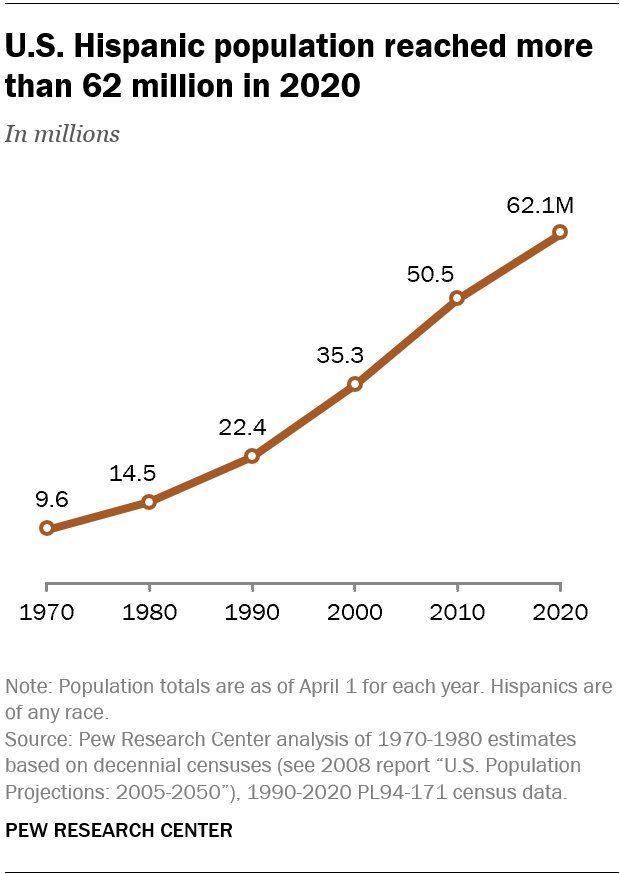 U.S. Hispanic population reached more
than 62 million in 2020
In millions
62.1M
50.5
35.3
22.4
14.5
9.6
1970 1980 1990 2000 2010 2020
Note: Population totals are as of April 1 for each year. Hispanics are
of any race.
Source: Pew Research Center analysis of 1970-1980 estimates
based on decennial censuses (see 2008 report “U.S. Population
Projections: 2005-2050”), 1990-2020 PL94-171 census data.
PEW RESEARCH CENTER